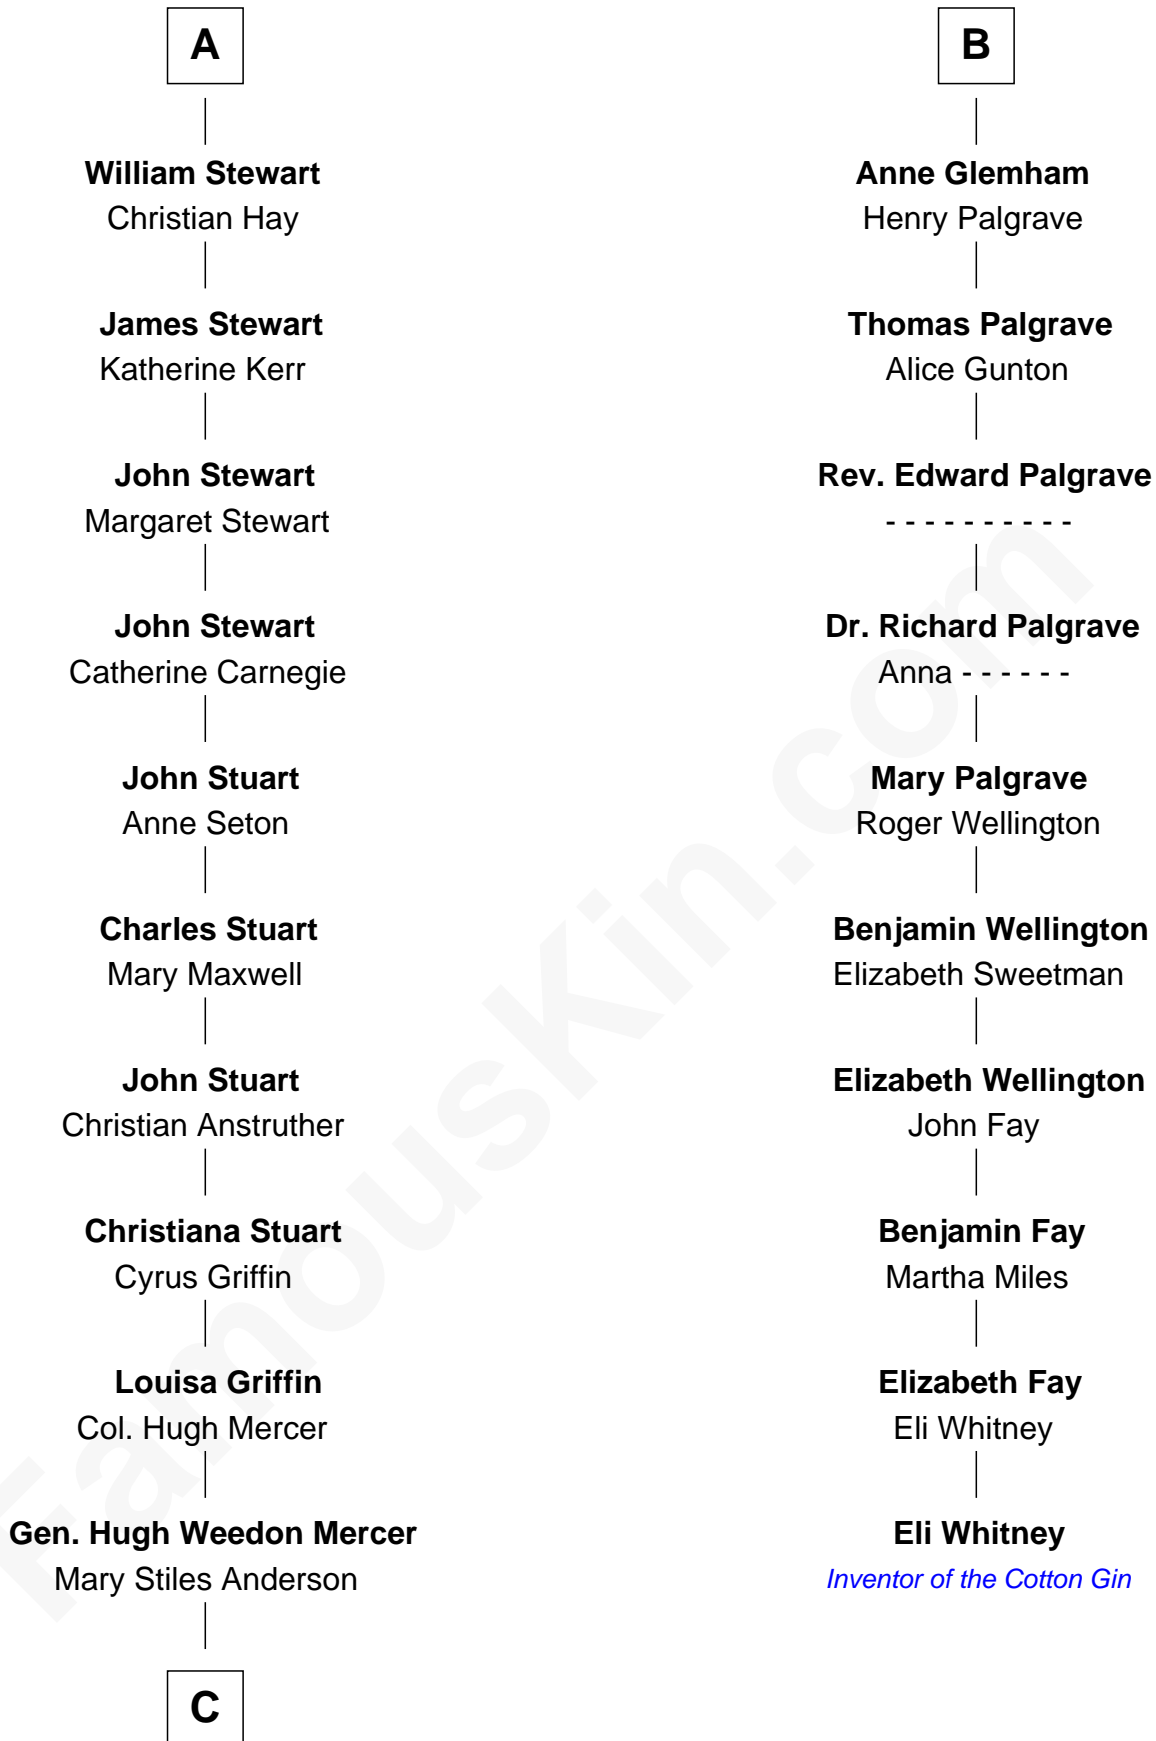 A
William Stewart
Christian Hay
James Stewart
Katherine Kerr
John Stewart
Margaret Stewart
John Stewart
Catherine Carnegie
John Stuart
Anne Seton
Charles Stuart
Mary Maxwell
John Stuart
Christian Anstruther
Christiana Stuart
Cyrus Griffin
Louisa Griffin
Col. Hugh Mercer
Gen. Hugh Weedon Mercer
Mary Stiles Anderson
C
B
Anne Glemham
Henry Palgrave
Thomas Palgrave
Alice Gunton
Rev. Edward Palgrave
- - - - - - - - - -
Dr. Richard Palgrave
Anna - - - - - -
Mary Palgrave
Roger Wellington
Benjamin Wellington
Elizabeth Sweetman
Elizabeth Wellington
John Fay
Benjamin Fay
Martha Miles
Elizabeth Fay
Eli Whitney
Eli Whitney
Inventor of the Cotton Gin
FamousKin.com